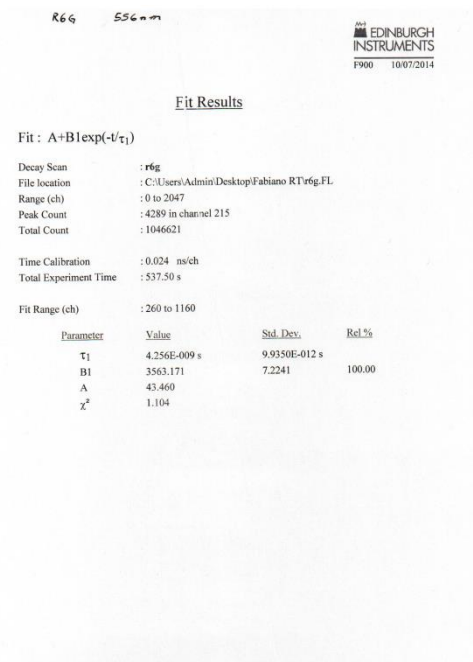 R6G 556nm
EDINBURGH
INSTRUMENTS
F900 10/07/2014
Fit Results
Fit : A+B1exp(-t/τ₁)
Decay Scan : r6g
File location : C:\Users\Admin\Desktop\Fabiano RT\r6g.FL
Range (ch) : 0 to 2047
Peak Count : 4289 in channel 215
Total Count : 1046621
Time Calibration : 0.024 ns/ch
Total Experiment Time : 537.50 s
Fit Range (ch) : 260 to 1160
Parameter Value Std. Dev. Rel %
τ₁ 4.256E-009 s 9.9350E-012 s
B1 3563.171 7.2241 100.00
A 43.460
χ² 1.104